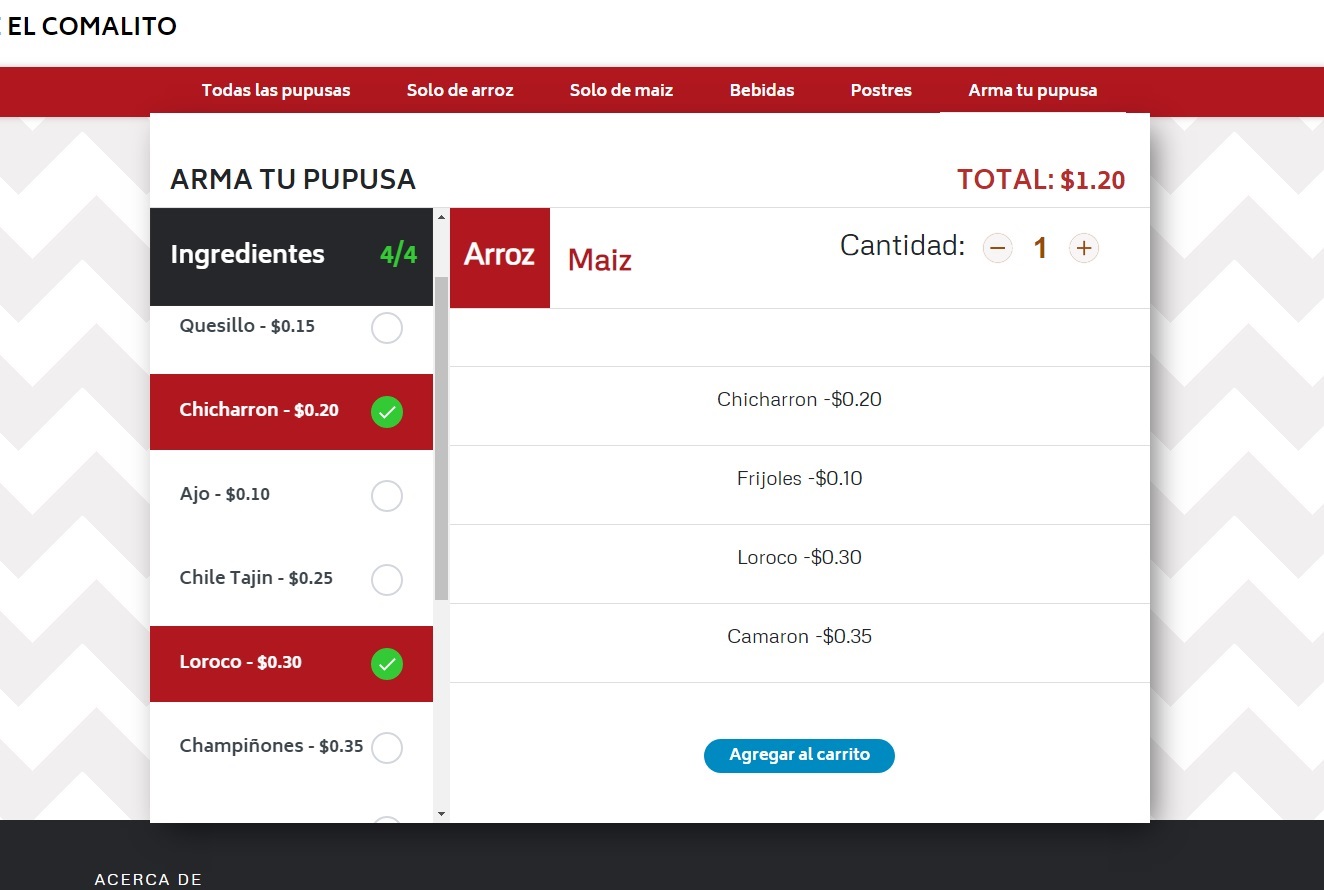 EL COMALITO
Todas las pupusas Solo de arroz Solo de maiz Bebidas Postres Arma tu pupusa
ARMA TU PUPUSA TOTAL: $1.20
Ingredientes 4/4
Arroz Maiz Cantidad: − 1 +
Quesillo - $0.15
Chicharron - $0.20
Ajo - $0.10
Chile Tajin - $0.25
Loroco - $0.30
Champiñones - $0.35
Chicharron -$0.20
Frijoles -$0.10
Loroco -$0.30
Camaron -$0.35
Agregar al carrito
ACERCA DE